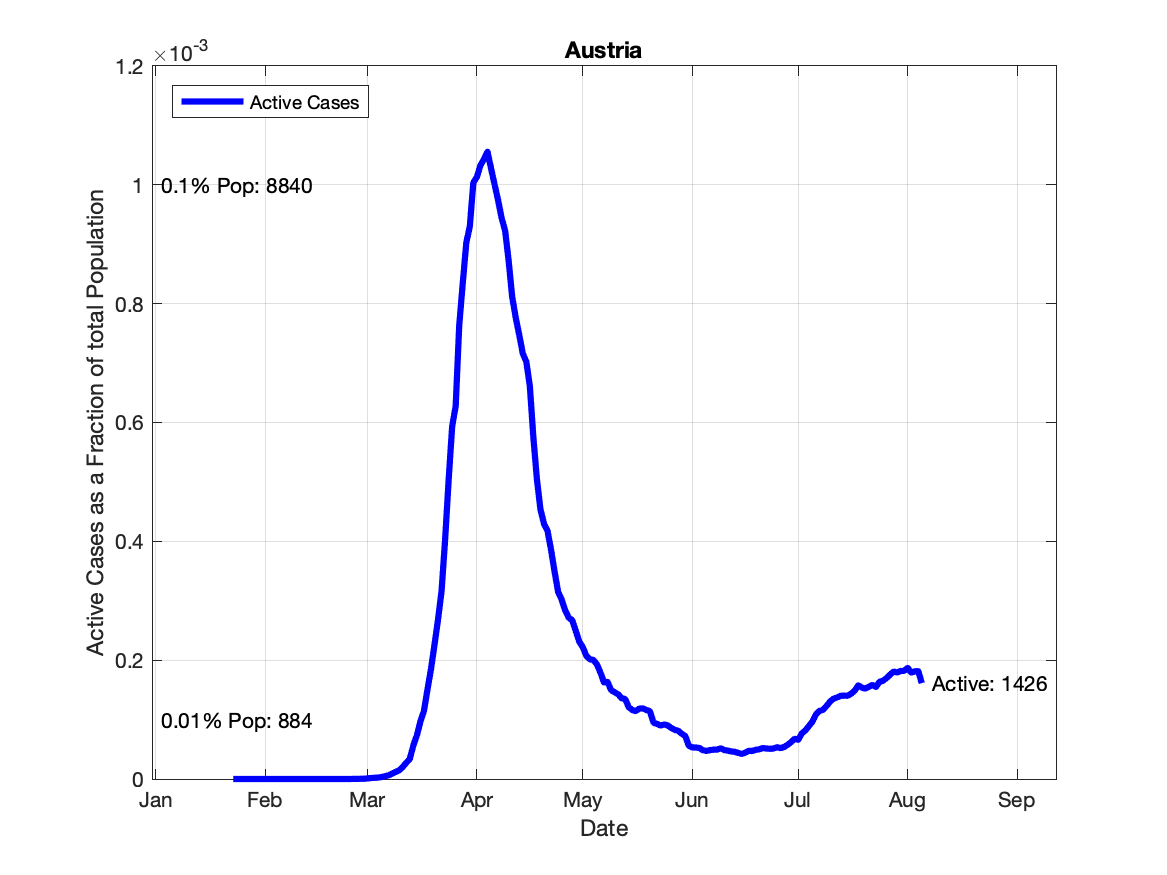 Austria
×10-3
1.2
1
0.8
0.6
0.4
0.2
0
Active Cases as a Fraction of total Population
Active Cases
0.1% Pop: 8840
0.01% Pop: 884
Active: 1426
Jan Feb Mar Apr May Jun Jul Aug Sep
Date